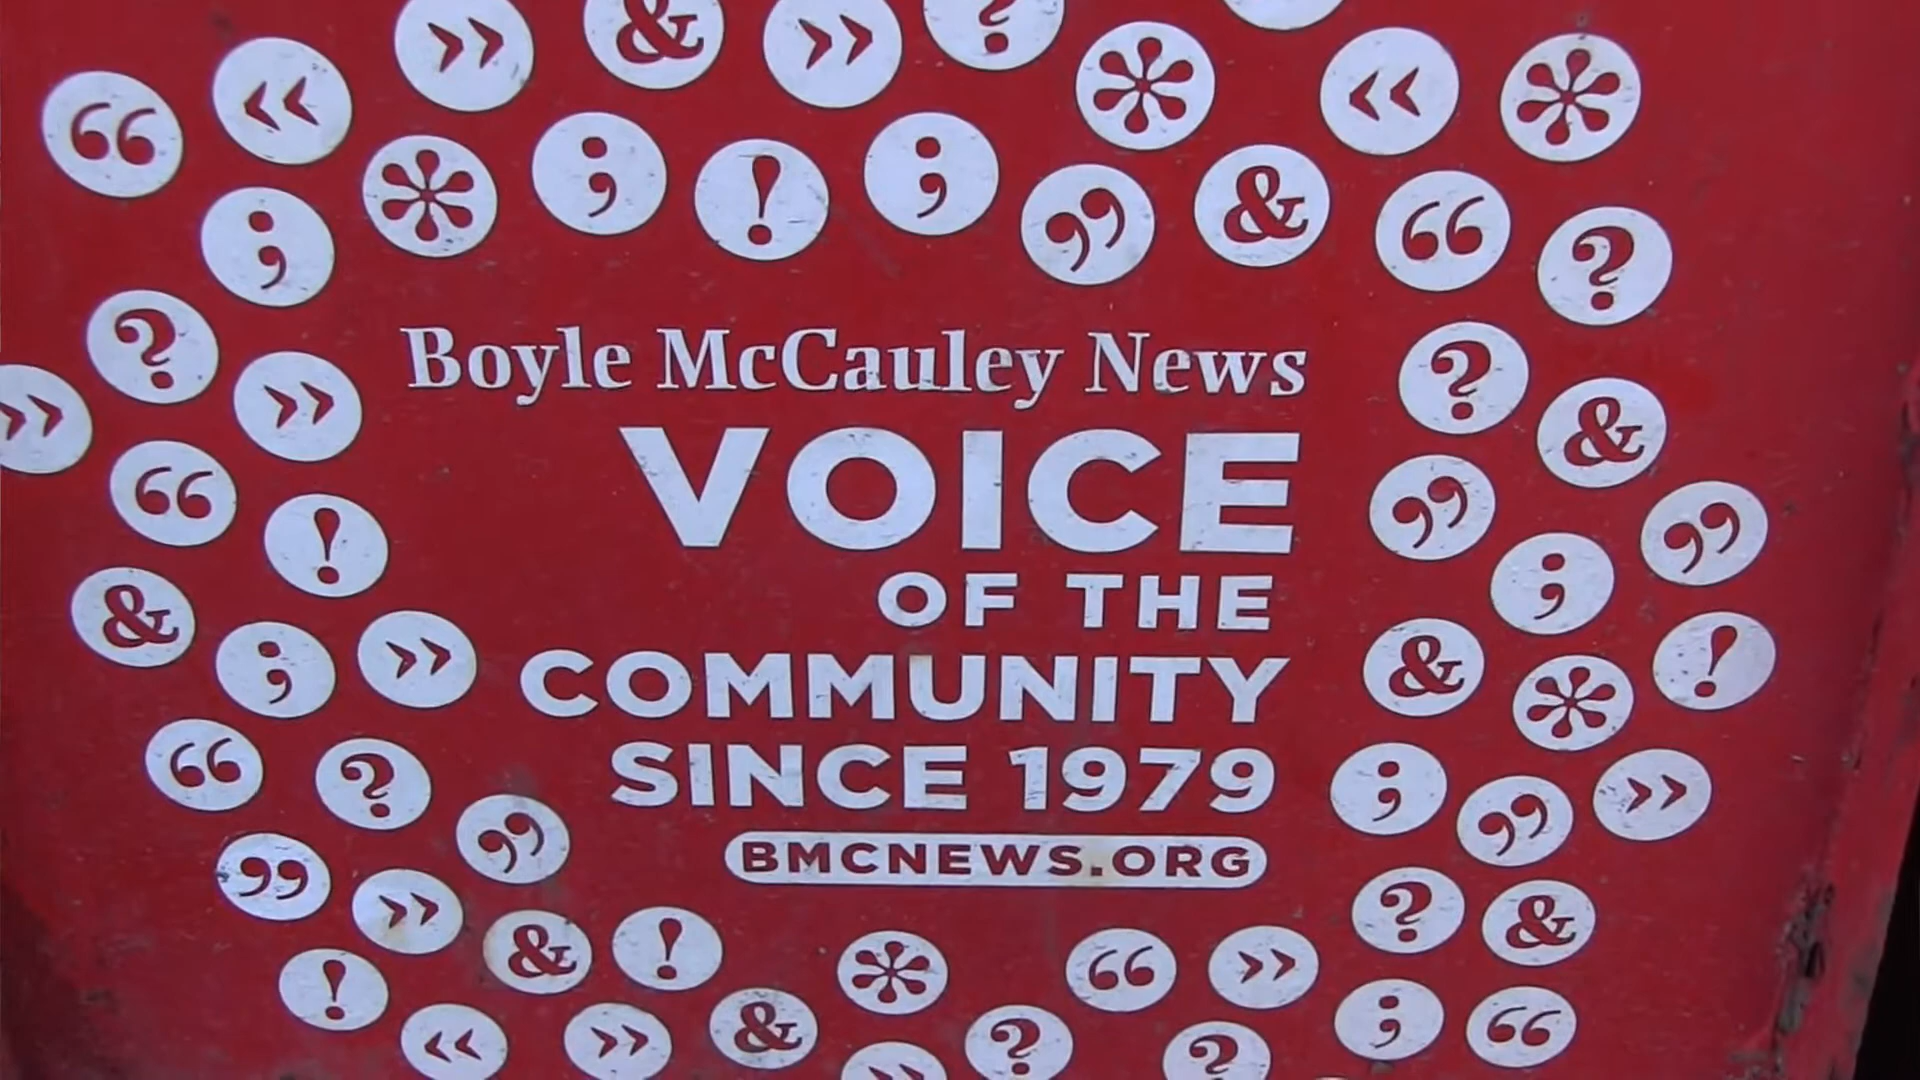 Boyle McCauley News
VOICE
OF THE
COMMUNITY
SINCE 1979
BMCNEWS.ORG